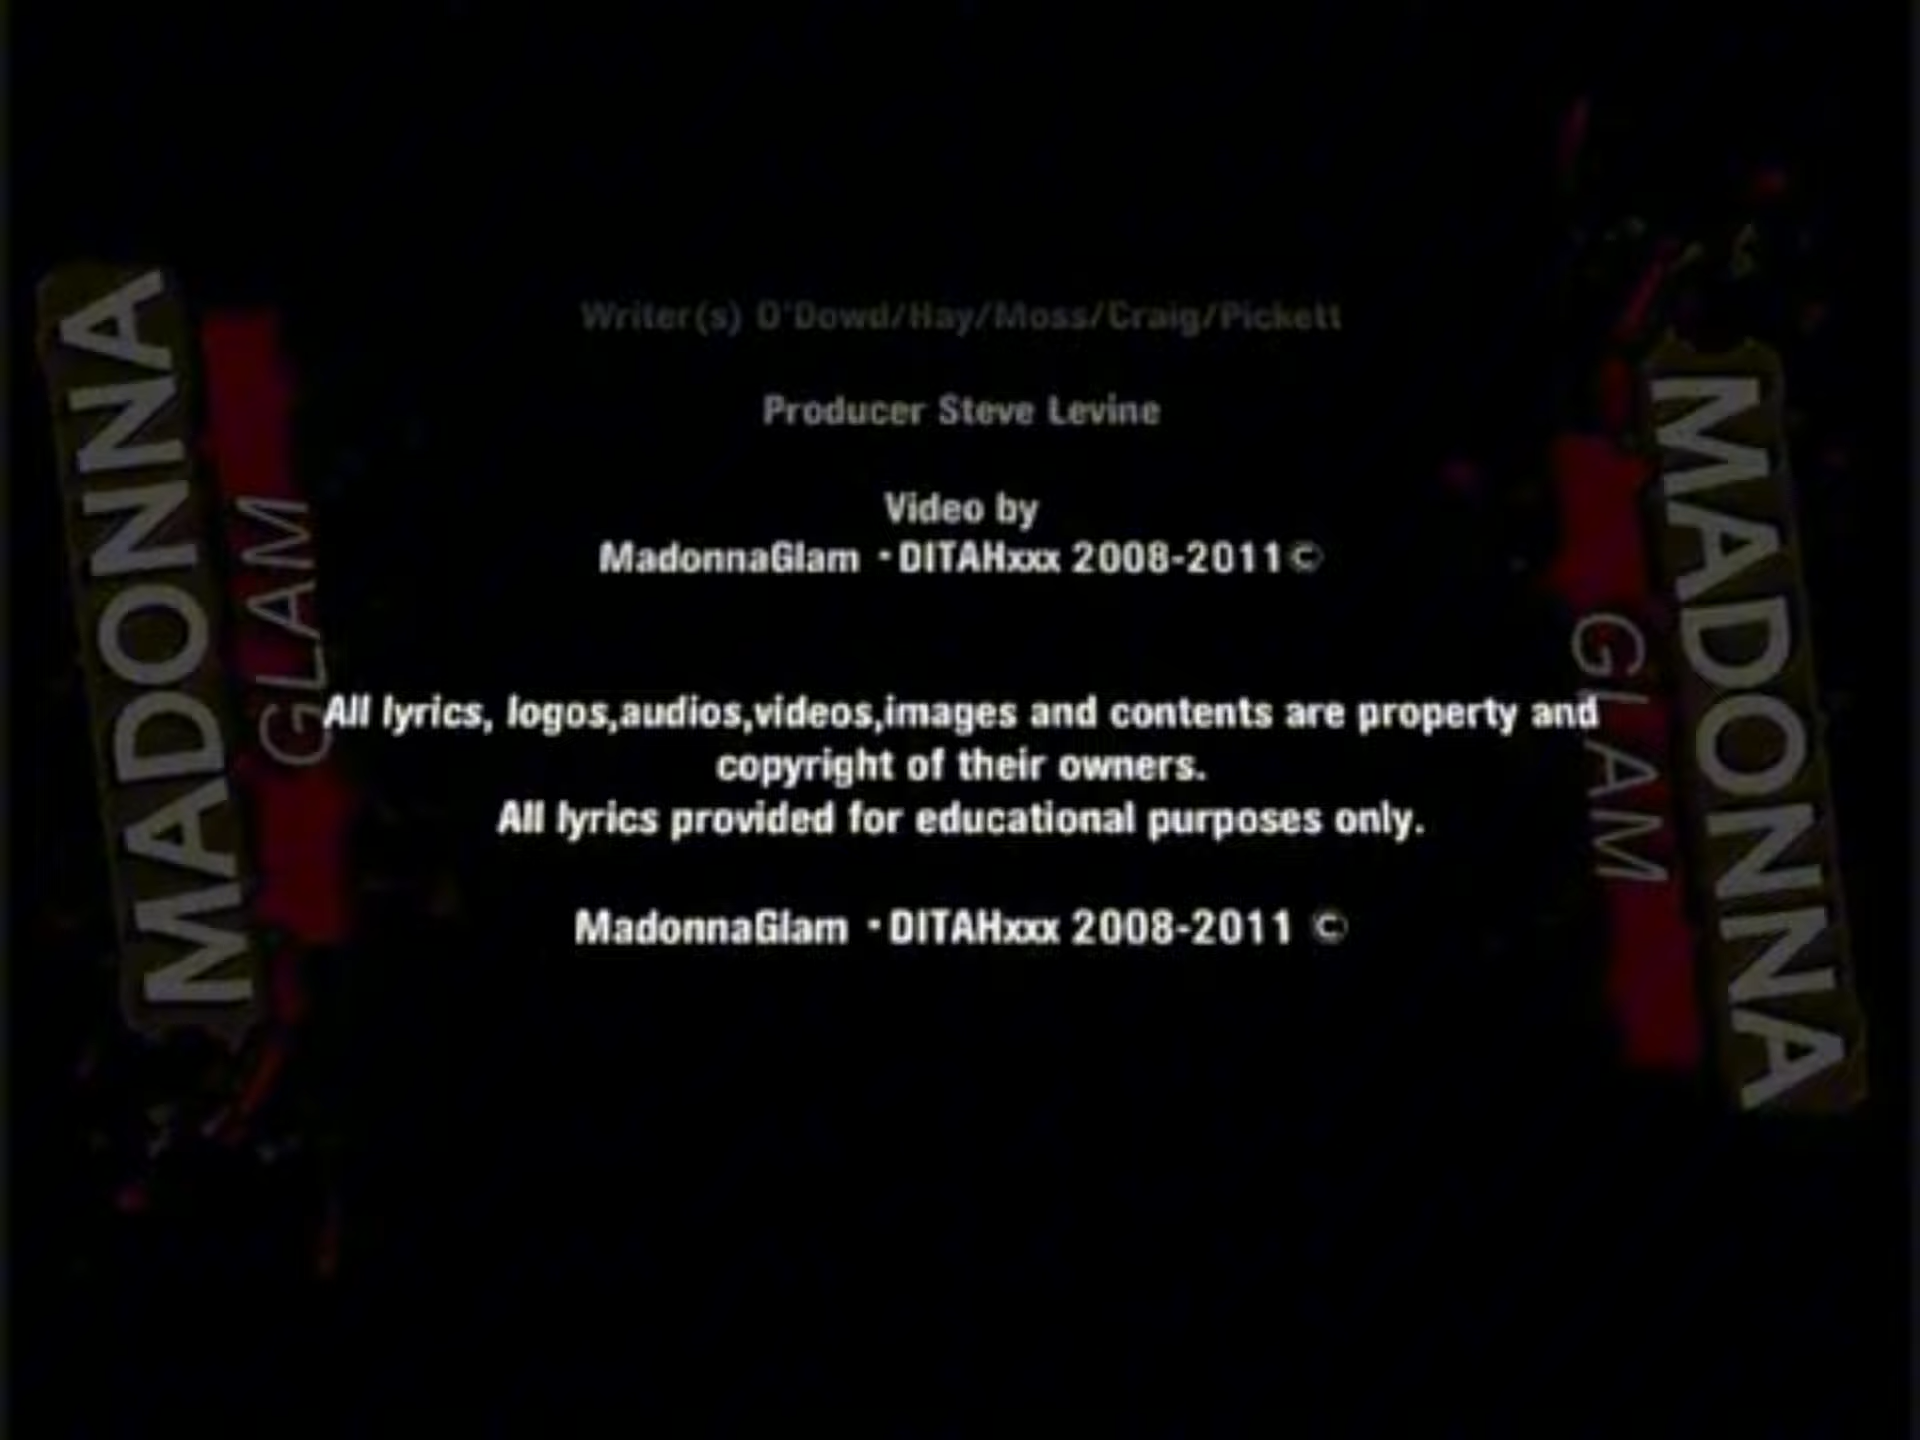 Writer(s) O'Dowd/Hay/Moss/Craig/Pickett
Producer Steve Levine
Video by
MadonnaGlam · DITAHxxx 2008-2011©
All lyrics, logos,audios,videos,images and contents are property and
copyright of their owners.
All lyrics provided for educational purposes only.
MadonnaGlam · DITAHxxx 2008-2011 ©
MADONNA
GLAM
MADONNA
GLAM